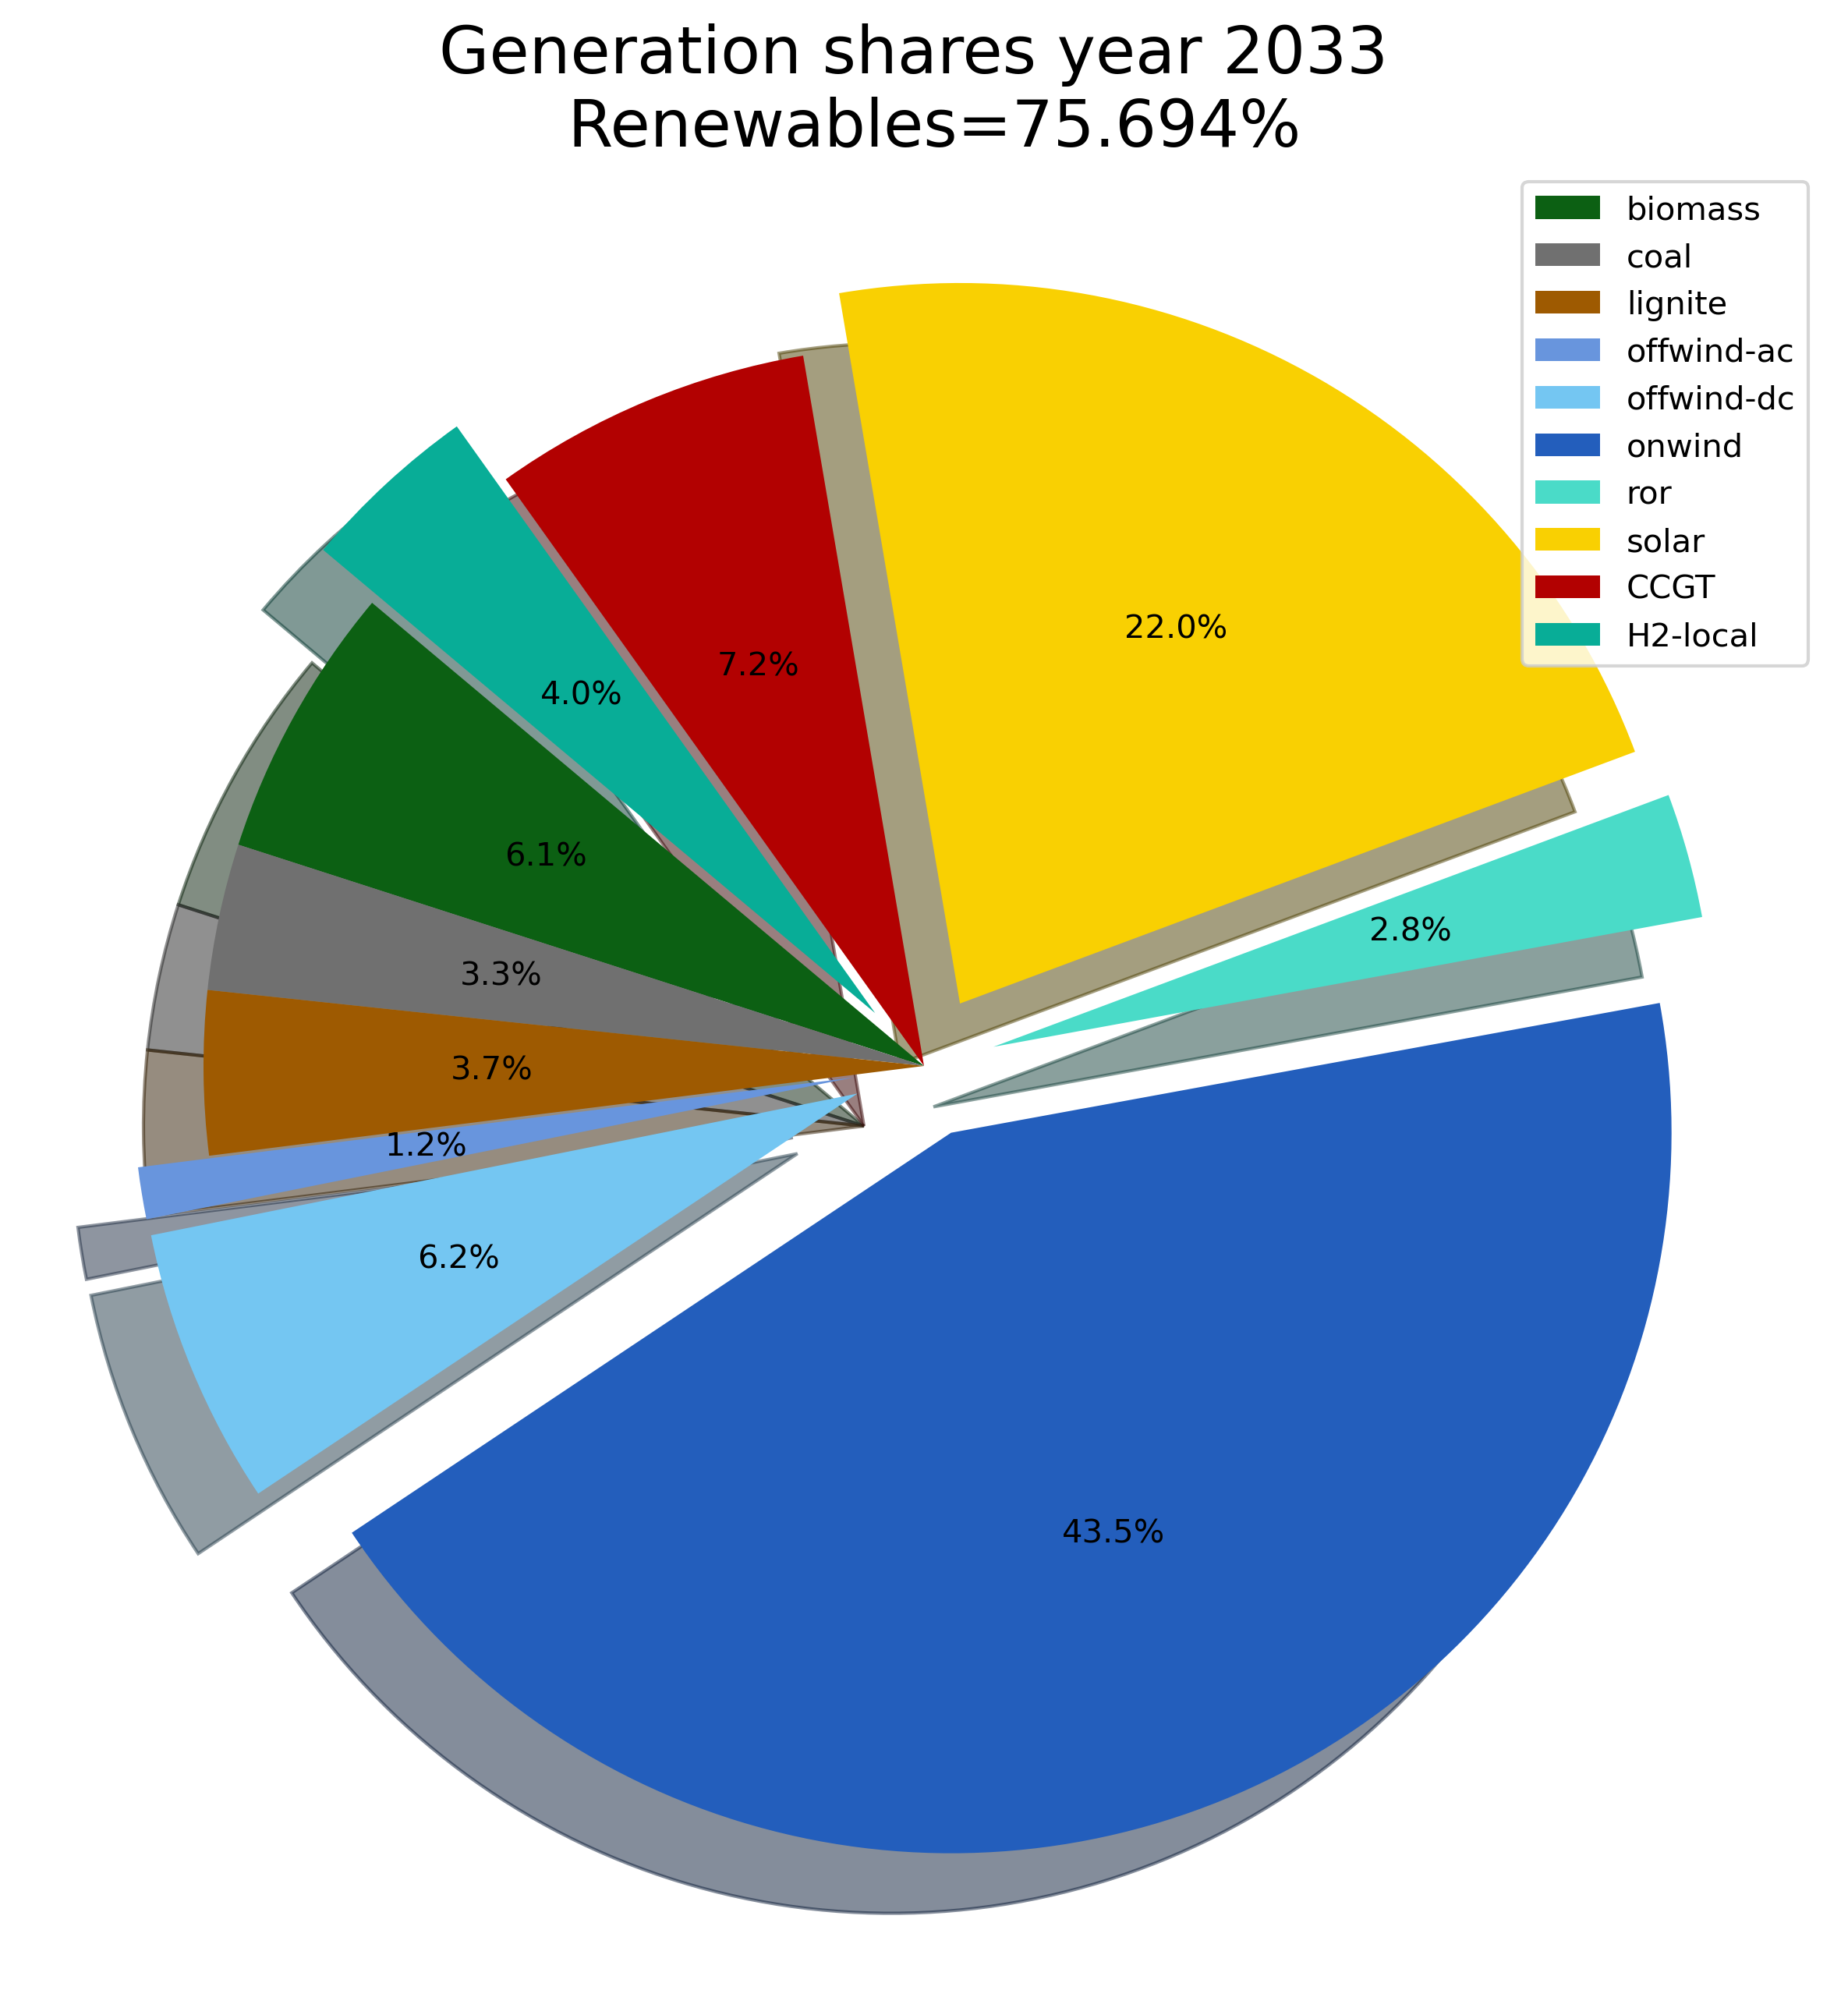 Generation shares year 2033
Renewables=75.694%
biomass
coal
lignite
offwind-ac
offwind-dc
onwind
ror
solar
CCGT
H2-local
22.0%
7.2%
4.0%
6.1%
2.8%
3.3%
3.7%
1.2%
6.2%
43.5%